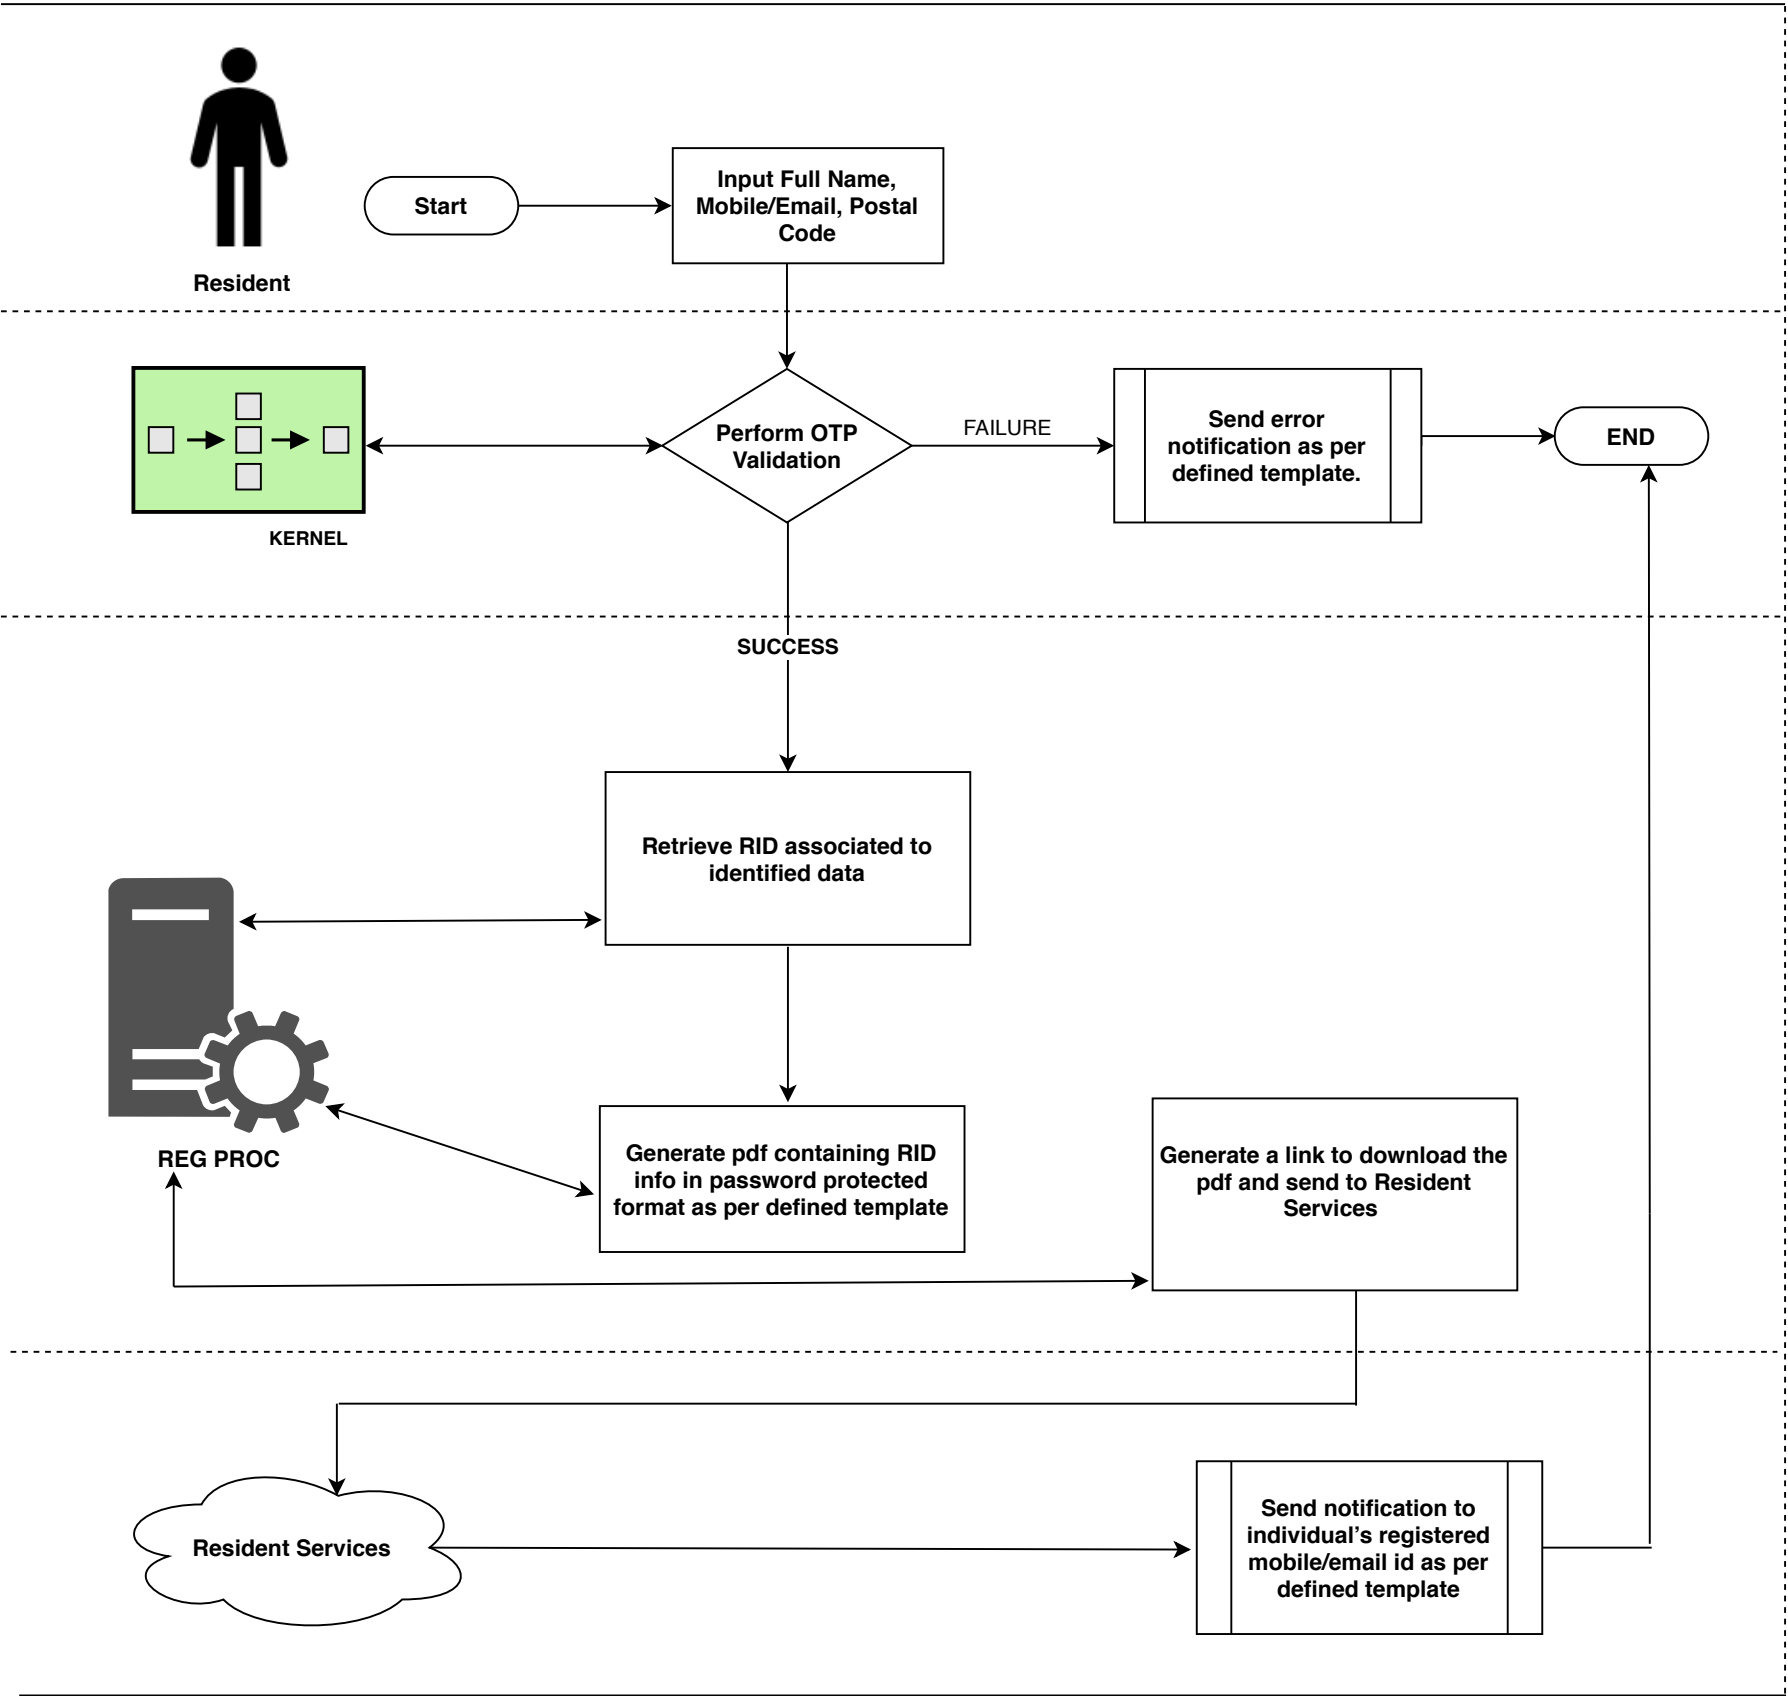 Start
Input Full Name,
Mobile/Email, Postal
Code
Resident
KERNEL
Perform OTP
Validation
FAILURE
Send error
notification as per
defined template.
END
SUCCESS
Retrieve RID associated to
identified data
REG PROC
Generate pdf containing RID
info in password protected
format as per defined template
Generate a link to download the
pdf and send to Resident
Services
Resident Services
Send notification to
individual’s registered
mobile/email id as per
defined template